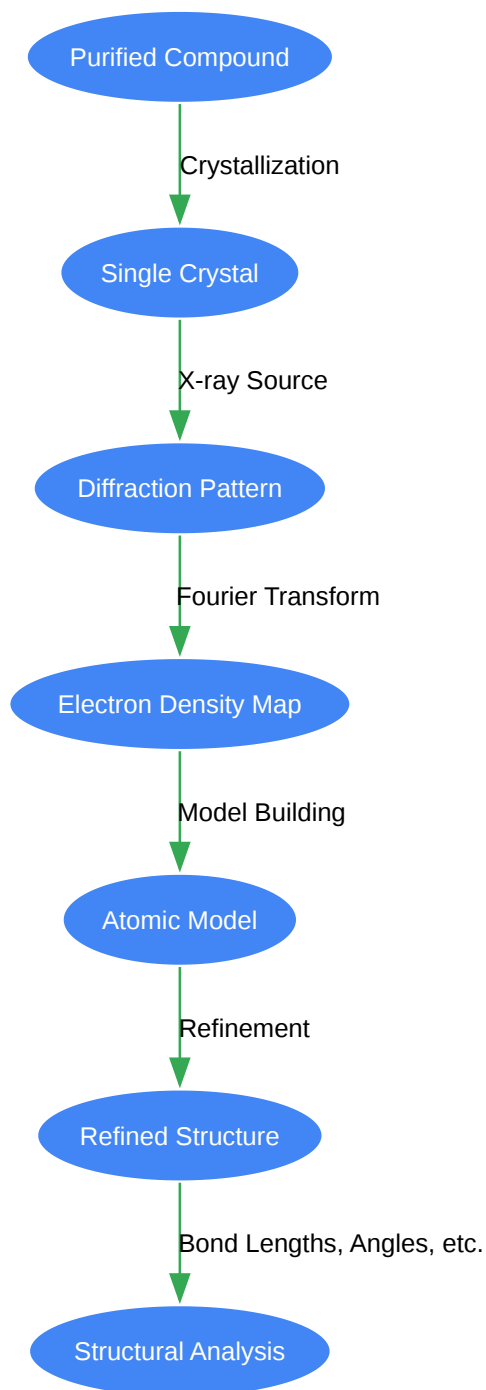 Purified Compound
Crystallization
Single Crystal
X-ray Source
Diffraction Pattern
Fourier Transform
Electron Density Map
Model Building
Atomic Model
Refinement
Refined Structure
Bond Lengths, Angles, etc.
Structural Analysis